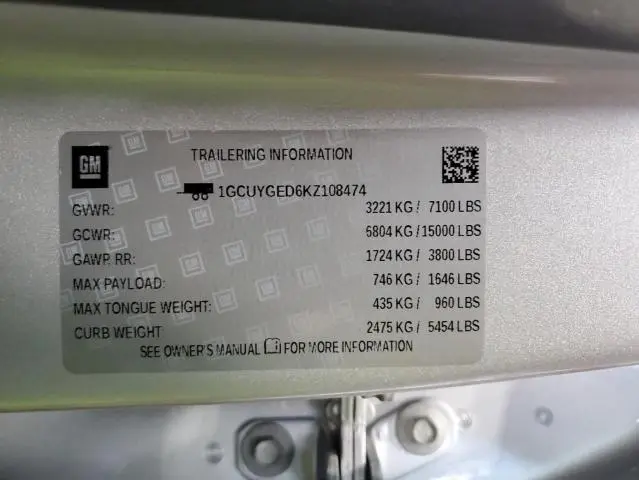 GM
TRAILERING INFORMATION
1GCUYGED6KZ108474
GVWR: 3221 KG / 7100 LBS
GCWR: 6804 KG / 15000 LBS
GAWR RR: 1724 KG / 3800 LBS
MAX PAYLOAD: 746 KG / 1646 LBS
MAX TONGUE WEIGHT: 435 KG / 960 LBS
CURB WEIGHT 2475 KG / 5454 LBS
SEE OWNER'S MANUAL FOR MORE INFORMATION